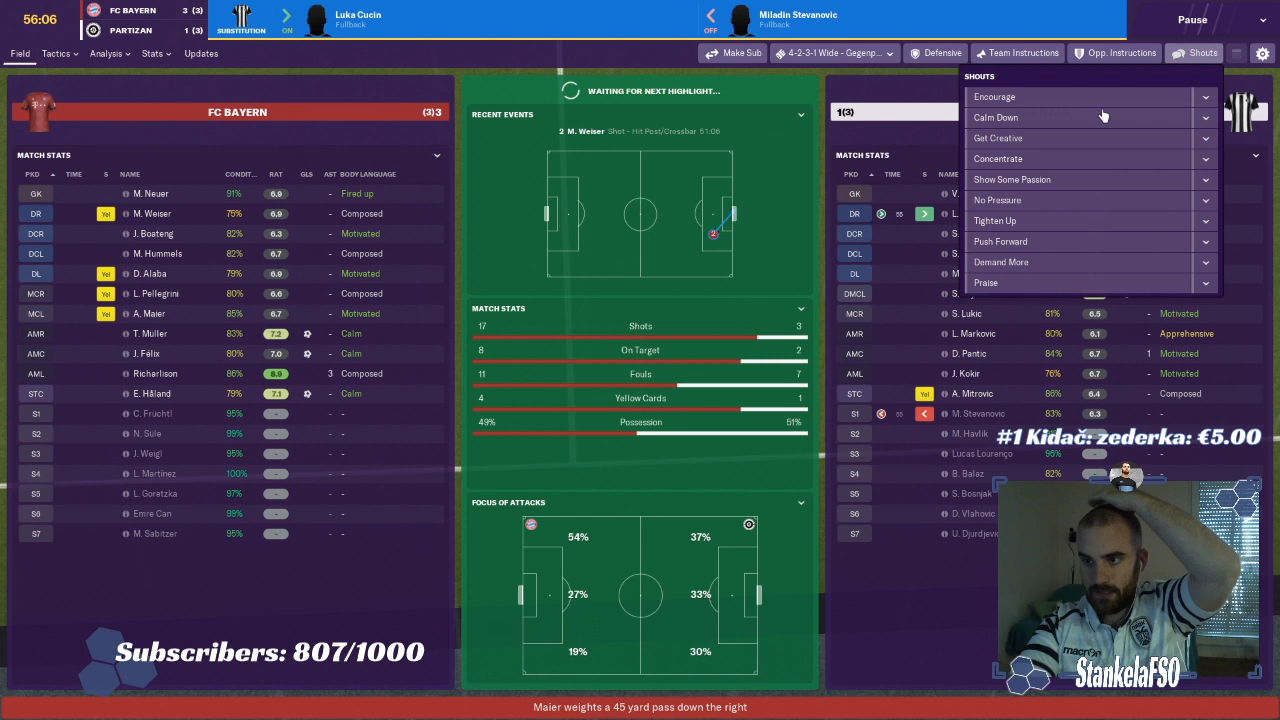 56:06
FC BAYERN 3 (3)
PARTIZAN 1 (3)
SUBSTITUTION
ON
Luka Cucin
Fullback
OFF
Miladin Stevanovic
Fullback
Pause
Field Tactics Analysis Stats Updates
Make Sub
4-2-3-1 Wide - Gegenp...
Defensive
Team Instructions
Opp. Instructions
Shouts
SHOUTS
Encourage
Calm Down
Get Creative
Concentrate
Show Some Passion
No Pressure
Tighten Up
Push Forward
Demand More
Praise
FC BAYERN (3)3
MATCH STATS
PKD TIME S NAME CONDIT... RAT GLS AST BODY LANGUAGE
GK M. Neuer 91% 6.9 - Fired up
DR Yel M. Weiser 75% 6.9 - Composed
DCR J. Boateng 82% 6.3 - Motivated
DCL M. Hummels 82% 6.7 - Composed
DL Yel D. Alaba 79% 6.9 - Motivated
MCR Yel L. Pellegrini 80% 6.6 - Composed
MCL Yel A. Maier 85% 6.7 - Motivated
AMR T. Müller 83% 7.2 - Calm
AMC J. Félix 80% 7.0 - Calm
AML Richarlison 86% 8.9 3 Composed
STC E. Håland 79% 7.1 - Calm
S1 C. Früchtl 95% - - -
S2 N. Süle 99% - - -
S3 J. Weigl 95% - - -
S4 L. Martínez 100% - - -
S5 L. Goretzka 97% - - -
S6 Emre Can 99% - - -
S7 M. Sabitzer 95% - - -
WAITING FOR NEXT HIGHLIGHT...
RECENT EVENTS
2 M. Weiser Shot - Hit Post/Crossbar 51:06
2
MATCH STATS
17 Shots 3
8 On Target 2
11 Fouls 7
4 Yellow Cards 1
49% Possession 51%
FOCUS OF ATTACKS
54% 37%
27% 33%
19% 30%
1(3)
MATCH STATS
PKD TIME S NAME
GK V.
DR 55 L.
DCR S.
DCL S.
DL M
DMCL S.
MCR S. Lukic 81% 6.5 - Motivated
AMR L. Markovic 80% 6.1 - Apprehensive
AMC D. Pantic 84% 6.7 1 Motivated
AML J. Kokir 76% 6.7 - Motivated
STC Yel A. Mitrovic 86% 6.4 - Composed
S1 55 M. Stevanovic 83% 6.3 - -
S2 M. Havlik
S3 Lucas Lourenço 96% - - -
S4 B. Balaz 82%
S5 S. Bosnjak
S6 D. Vlahovic
S7 U. Djurdjevic
#1 Kidač: zederka: €5.00
macron
StankelaFSO
Subscribers: 807/1000
Maier weights a 45 yard pass down the right